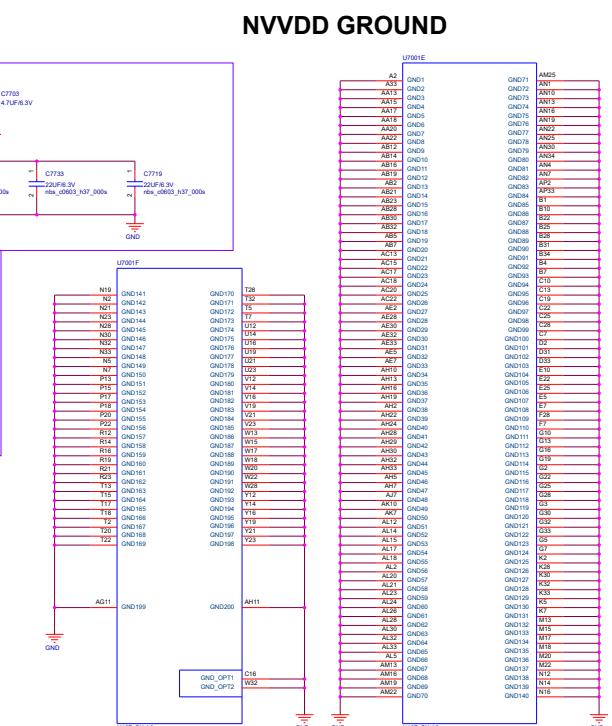 NVVDD GROUND
C7703
4.7UF/6.3V
00s
1
2
C7733
22UF/6.3V
nbs_c0603_h37_000s
1
2
C7719
22UF/6.3V
nbs_c0603_h37_000s
GND
U7001F
N19 GND141 GND170 T28
N2 GND142 GND171 T32
N21 GND143 GND172 T5
N23 GND144 GND173 T7
N28 GND145 GND174 U12
N30 GND146 GND175 U14
N32 GND147 GND176 U16
N33 GND148 GND177 U19
N5 GND149 GND178 U21
N7 GND150 GND179 U23
P13 GND151 GND180 V12
P15 GND152 GND181 V14
P17 GND153 GND182 V16
P18 GND154 GND183 V19
P20 GND155 GND184 V21
P22 GND156 GND185 V23
R12 GND157 GND186 W13
R14 GND158 GND187 W15
R16 GND159 GND188 W17
R19 GND160 GND189 W18
R21 GND161 GND190 W20
R23 GND162 GND191 W22
T13 GND163 GND192 W28
T15 GND164 GND193 Y12
T17 GND165 GND194 Y14
T18 GND166 GND195 Y16
T2 GND167 GND196 Y19
T20 GND168 GND197 Y21
T22 GND169 GND198 Y23
AG11 GND199 GND200 AH11
GND
GND_OPT1 C16
GND_OPT2 W32
U7001E
A2 GND1 GND71 AM25
A33 GND2 GND72 AN1
AA13 GND3 GND73 AN10
AA15 GND4 GND74 AN13
AA17 GND5 GND75 AN16
AA18 GND6 GND76 AN19
AA20 GND7 GND77 AN22
AA22 GND8 GND78 AN25
AB12 GND9 GND79 AN30
AB14 GND10 GND80 AN34
AB16 GND11 GND81 AN4
AB19 GND12 GND82 AN7
AB2 GND13 GND83 AP2
AB21 GND14 GND84 AP33
AB23 GND15 GND85 B1
AB28 GND16 GND86 B10
AB30 GND17 GND87 B22
AB32 GND18 GND88 B25
AB5 GND19 GND89 B28
AB7 GND20 GND90 B31
AC13 GND21 GND91 B34
AC15 GND22 GND92 B4
AC17 GND23 GND93 B7
AC18 GND24 GND94 C10
AC20 GND25 GND95 C13
AC22 GND26 GND96 C19
AE2 GND27 GND97 C22
AE28 GND28 GND98 C25
AE30 GND29 GND99 C28
AE32 GND30 GND100 C7
AE33 GND31 GND101 D2
AE5 GND32 GND102 D31
AE7 GND33 GND103 D33
AH10 GND34 GND104 E10
AH13 GND35 GND105 E22
AH16 GND36 GND106 E25
AH19 GND37 GND107 E5
AH2 GND38 GND108 E7
AH22 GND39 GND109 F28
AH24 GND40 GND110 F7
AH28 GND41 GND111 G10
AH29 GND42 GND112 G13
AH30 GND43 GND113 G16
AH32 GND44 GND114 G19
AH33 GND45 GND115 G2
AH5 GND46 GND116 G22
AH7 GND47 GND117 G25
AJ7 GND48 GND118 G28
AK10 GND49 GND119 G3
AK7 GND50 GND120 G30
AL12 GND51 GND121 G32
AL14 GND52 GND122 G33
AL15 GND53 GND123 G5
AL17 GND54 GND124 G7
AL18 GND55 GND125 K2
AL2 GND56 GND126 K28
AL20 GND57 GND127 K30
AL21 GND58 GND128 K32
AL23 GND59 GND129 K33
AL24 GND60 GND130 K5
AL26 GND61 GND131 K7
AL28 GND62 GND132 M13
AL30 GND63 GND133 M15
AL32 GND64 GND134 M17
AL33 GND65 GND135 M18
AL5 GND66 GND136 M20
AM13 GND67 GND137 M22
AM16 GND68 GND138 N12
AM19 GND69 GND139 N14
AM22 GND70 GND140 N16